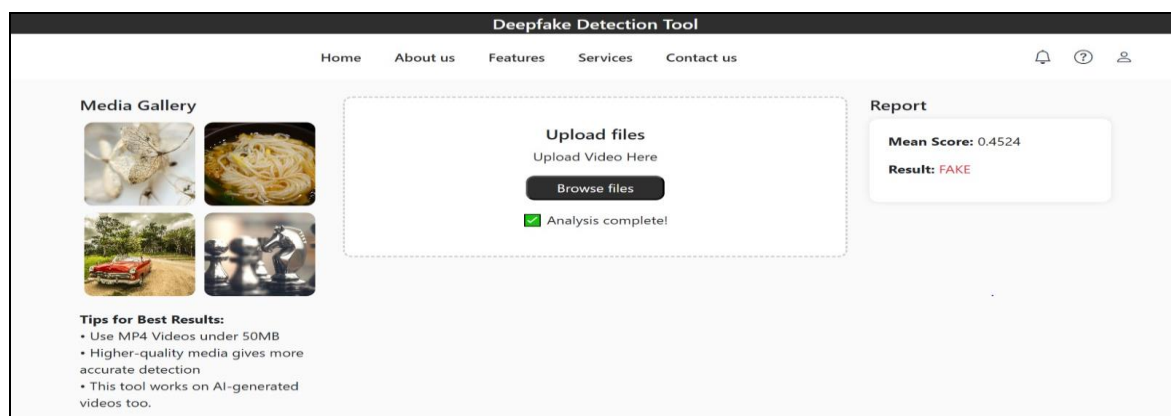 Deepfake Detection Tool
Home About us Features Services Contact us
Media Gallery
Upload files
Upload Video Here
Browse files
Analysis complete!
Report
Mean Score: 0.4524
Result: FAKE
Tips for Best Results:
• Use MP4 Videos under 50MB
• Higher-quality media gives more
accurate detection
• This tool works on AI-generated
videos too.